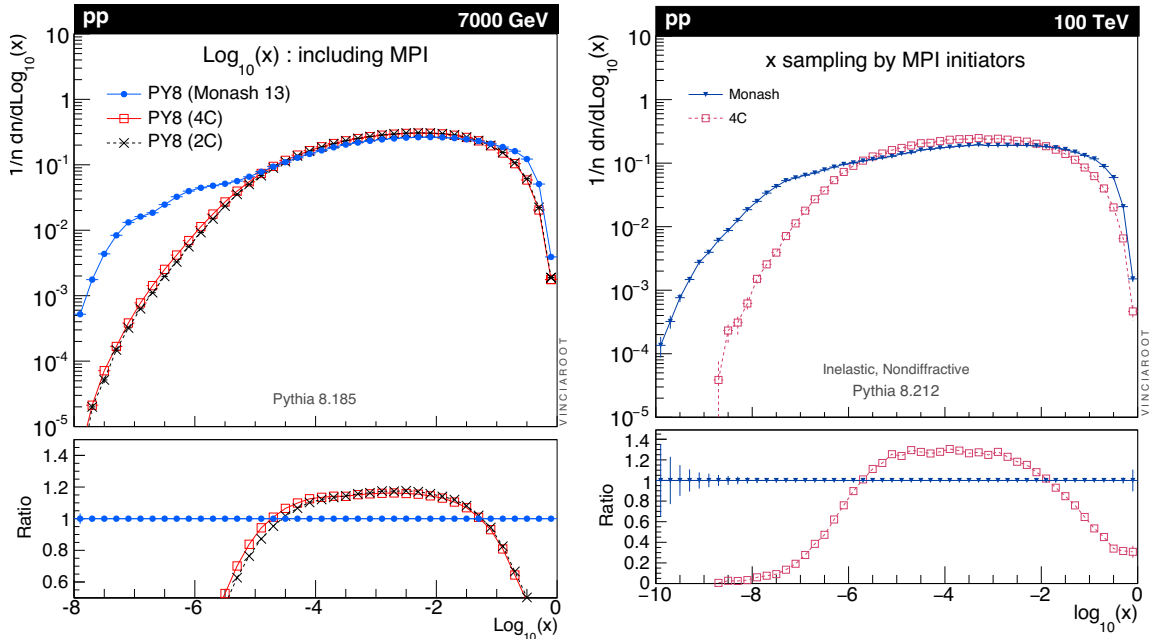 pp 7000 GeV
1/n dn/dLog₁₀(x)
10
1
10⁻¹
10⁻²
10⁻³
10⁻⁴
10⁻⁵
Log₁₀(x) : including MPI
PY8 (Monash 13)
PY8 (4C)
PY8 (2C)
Pythia 8.185
VINCIAROOT
Ratio
1.4
1.2
1
0.8
0.6
-8 -6 -4 -2 0
Log₁₀(x)
pp 100 TeV
1/n dn/dLog₁₀(x)
10
1
10⁻¹
10⁻²
10⁻³
10⁻⁴
10⁻⁵
x sampling by MPI initiators
Monash
4C
Inelastic, Nondiffractive
Pythia 8.212
VINCIAROOT
Ratio
1.4
1.2
1
0.8
0.6
0.4
0.2
0
−10 −8 −6 −4 −2 0
log₁₀(x)